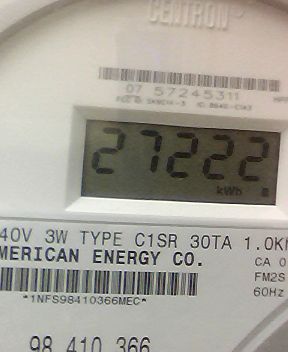 CENTRON
07 57245311
27222
kWh
40V 3W TYPE C1SR 30TA 1.0K
MERICAN ENERGY CO.
CA 0
FM2S
60Hz
*1NFS98410366MEC*
98 410 366